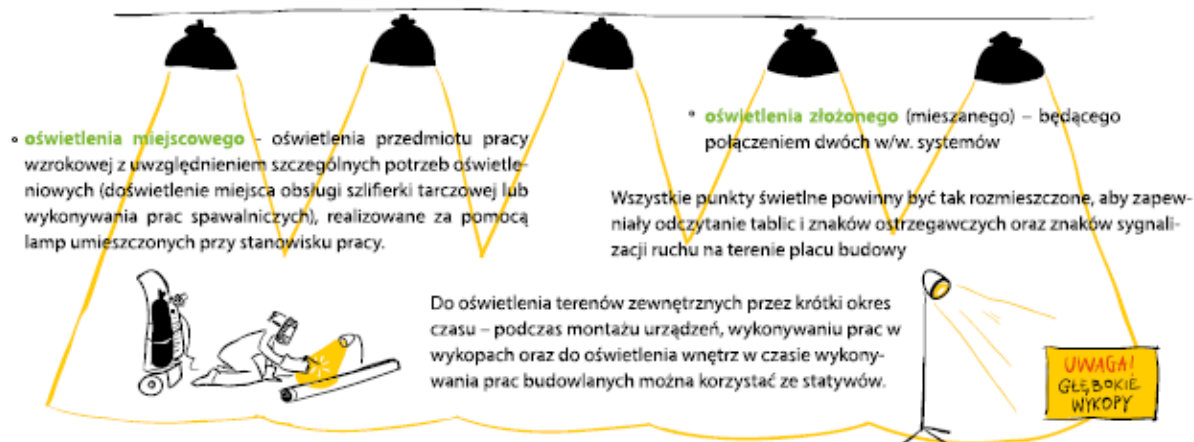 ◦ oświetlenia miejscowego - oświetlenia przedmiotu pracy
wzrokowej z uwzględnieniem szczególnych potrzeb oświetle-
niowych (doświetlenie miejsca obsługi szlifierki tarczowej lub
wykonywania prac spawalniczych), realizowane za pomocą
lamp umieszczonych przy stanowisku pracy.
◦ oświetlenia złożonego (mieszanego) – będącego
połączeniem dwóch w/w. systemów
Wszystkie punkty świetlne powinny być tak rozmieszczone, aby zapew-
niały odczytanie tablic i znaków ostrzegawczych oraz znaków sygnali-
zacji ruchu na terenie placu budowy
Do oświetlenia terenów zewnętrznych przez krótki okres
czasu – podczas montażu urządzeń, wykonywaniu prac w
wykopach oraz do oświetlenia wnętrz w czasie wykony-
wania prac budowlanych można korzystać ze statywów.
UWAGA!
GŁĘBOKIE
WYKOPY